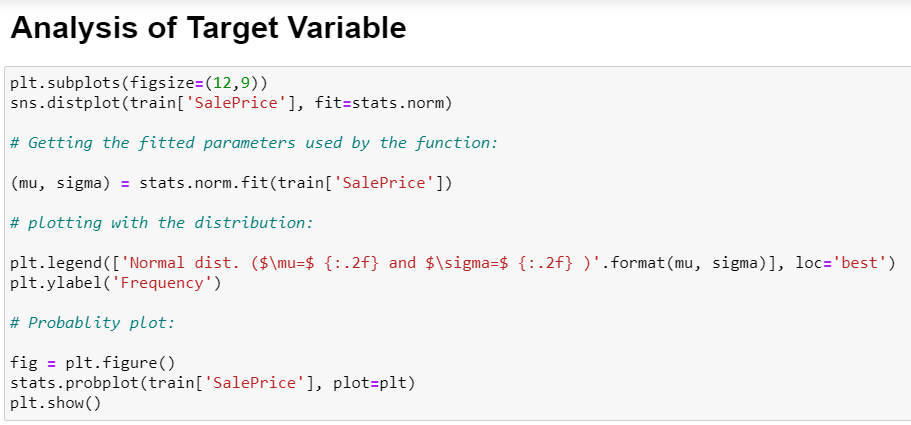 Analysis of Target Variable
plt.subplots(figsize=(12,9))
sns.distplot(train['SalePrice'], fit=stats.norm)
# Getting the fitted parameters used by the function:
(mu, sigma) = stats.norm.fit(train['SalePrice'])
# plotting with the distribution:
plt.legend(['Normal dist. ($\mu=$ {:.2f} and $\sigma=$ {:.2f} )'.format(mu, sigma)], loc='best')
plt.ylabel('Frequency')
# Probablity plot:
fig = plt.figure()
stats.probplot(train['SalePrice'], plot=plt)
plt.show()